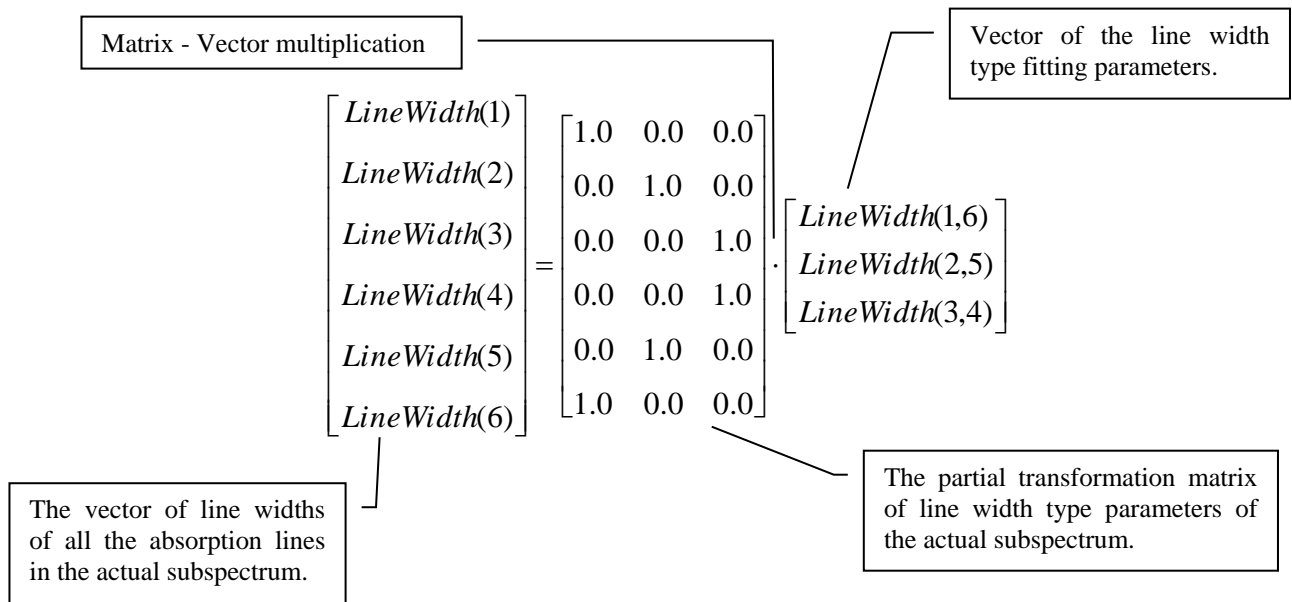 Matrix - Vector multiplication
Vector of the line width
type fitting parameters.
LineWidth(1)
LineWidth(2)
LineWidth(3)
LineWidth(4)
LineWidth(5)
LineWidth(6)
=
1.0 0.0 0.0
0.0 1.0 0.0
0.0 0.0 1.0
0.0 0.0 1.0
0.0 1.0 0.0
1.0 0.0 0.0
·
LineWidth(1,6)
LineWidth(2,5)
LineWidth(3,4)
The vector of line widths
of all the absorption lines
in the actual subspectrum.
The partial transformation matrix
of line width type parameters of
the actual subspectrum.